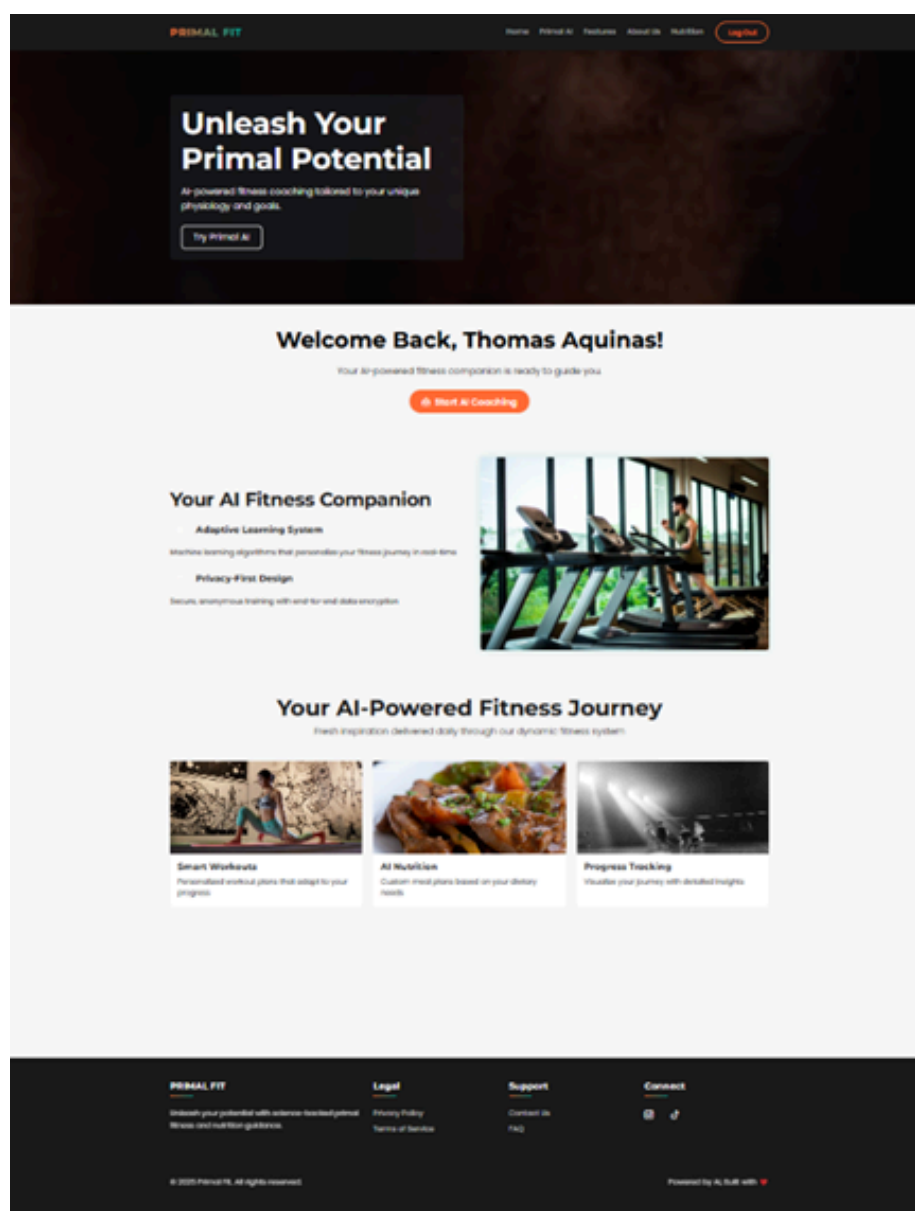 PRIMAL FIT
Home Primal AI Features About Us Nutrition Log Out
Unleash Your
Primal Potential
AI-powered fitness coaching tailored to your unique
physiology and goals.
Try Primal AI
Welcome Back, Thomas Aquinas!
Your AI-powered fitness companion is ready to guide you.
Start AI Coaching
Your AI Fitness Companion
Adaptive Learning System
Machine learning algorithms that personalize your fitness journey in real-time
Privacy-First Design
Secure, anonymous training with end-to-end data encryption
Your AI-Powered Fitness Journey
Fresh inspiration delivered daily through our dynamic fitness system
Smart Workouts
Personalized workout plans that adapt to your
progress
AI Nutrition
Custom meal plans based on your dietary
needs
Progress Tracking
Visualize your journey with detailed insights
PRIMAL FIT
Unleash your potential with science-backed primal
fitness and nutrition guidance.
Legal
Privacy Policy
Terms of Service
Support
Contact Us
FAQ
Connect
© 2025 Primal Fit. All rights reserved.
Powered by AI, Built with